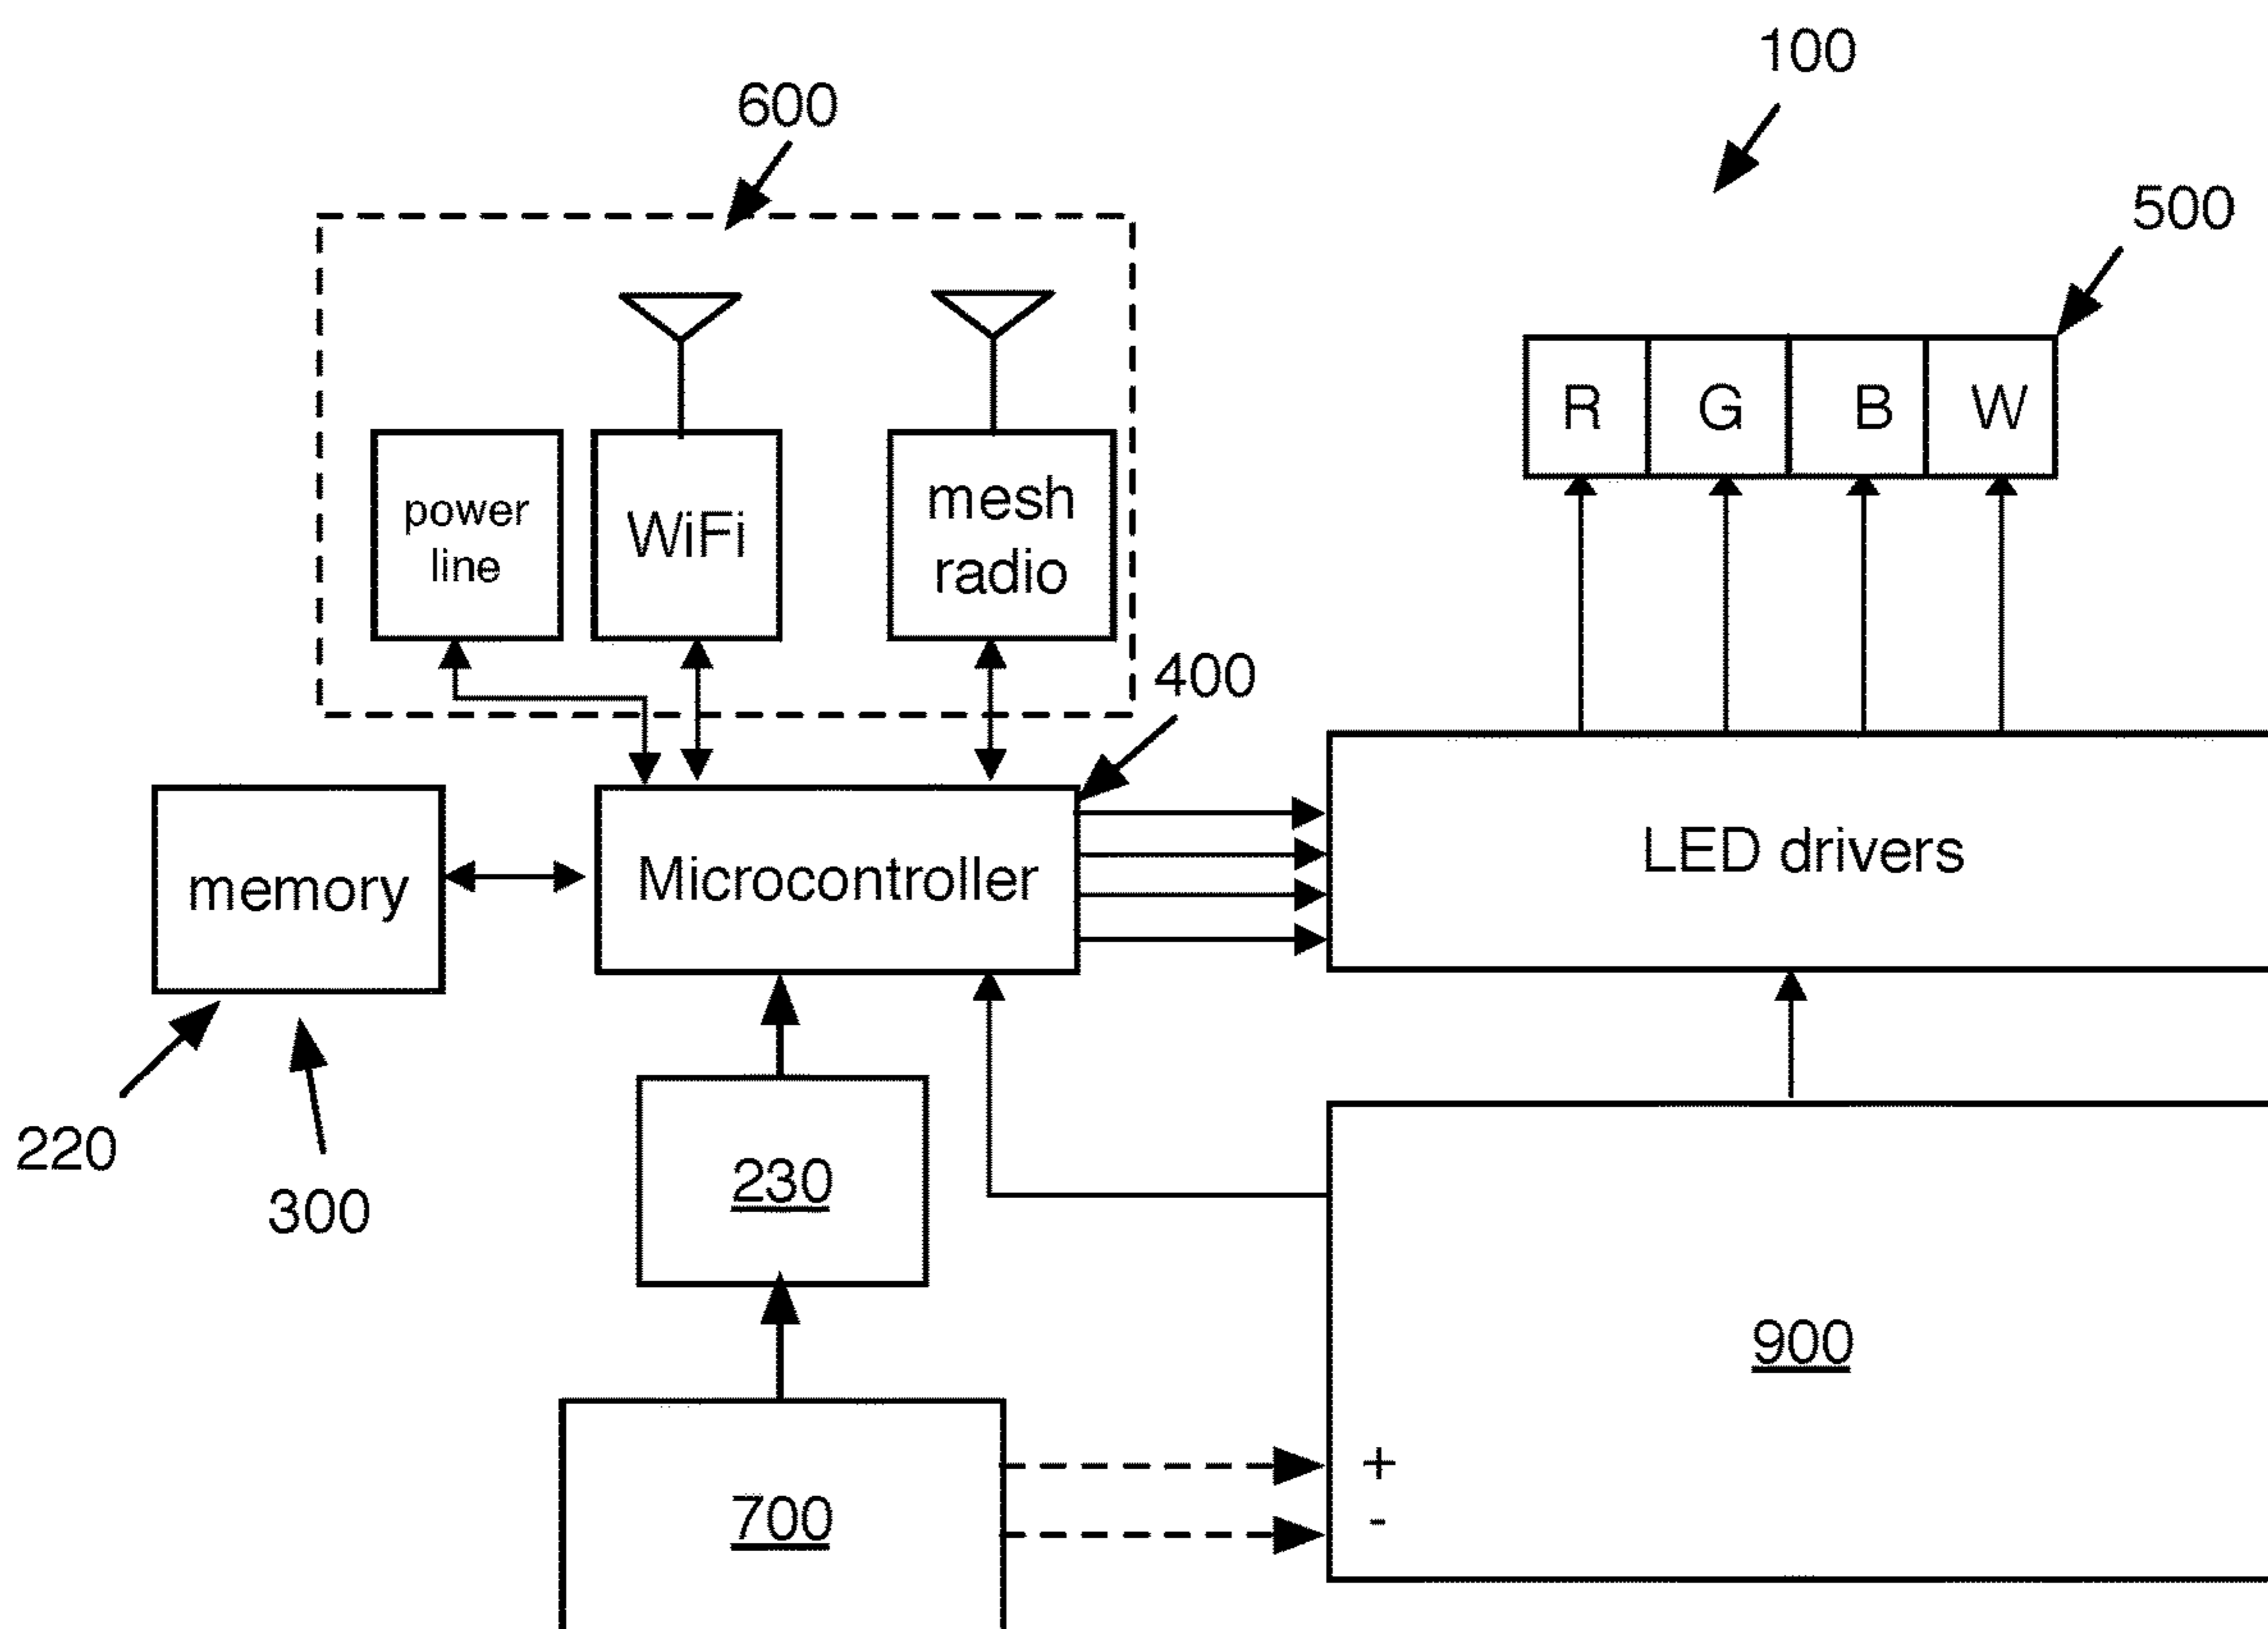 100
600
500
R G B W
power
line
WiFi
mesh
radio
400
memory
Microcontroller
LED drivers
220
300
230
900
700
+
-